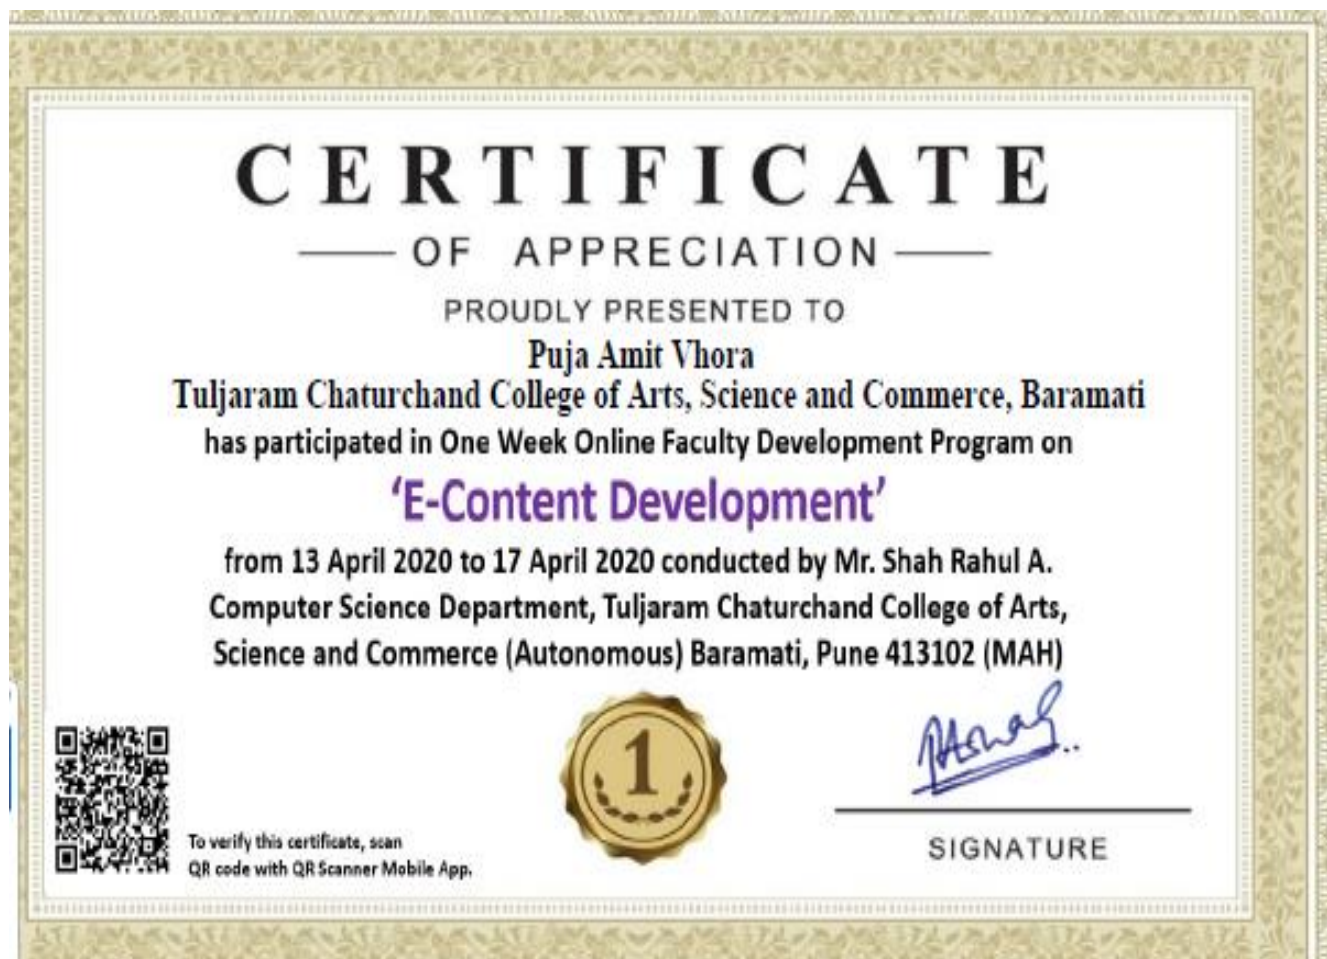 CERTIFICATE
OF APPRECIATION
PROUDLY PRESENTED TO
Puja Amit Vhora
Tuljaram Chaturchand College of Arts, Science and Commerce, Baramati
has participated in One Week Online Faculty Development Program on
‘E-Content Development’
from 13 April 2020 to 17 April 2020 conducted by Mr. Shah Rahul A.
Computer Science Department, Tuljaram Chaturchand College of Arts,
Science and Commerce (Autonomous) Baramati, Pune 413102 (MAH)
1
To verify this certificate, scan
QR code with QR Scanner Mobile App.
SIGNATURE